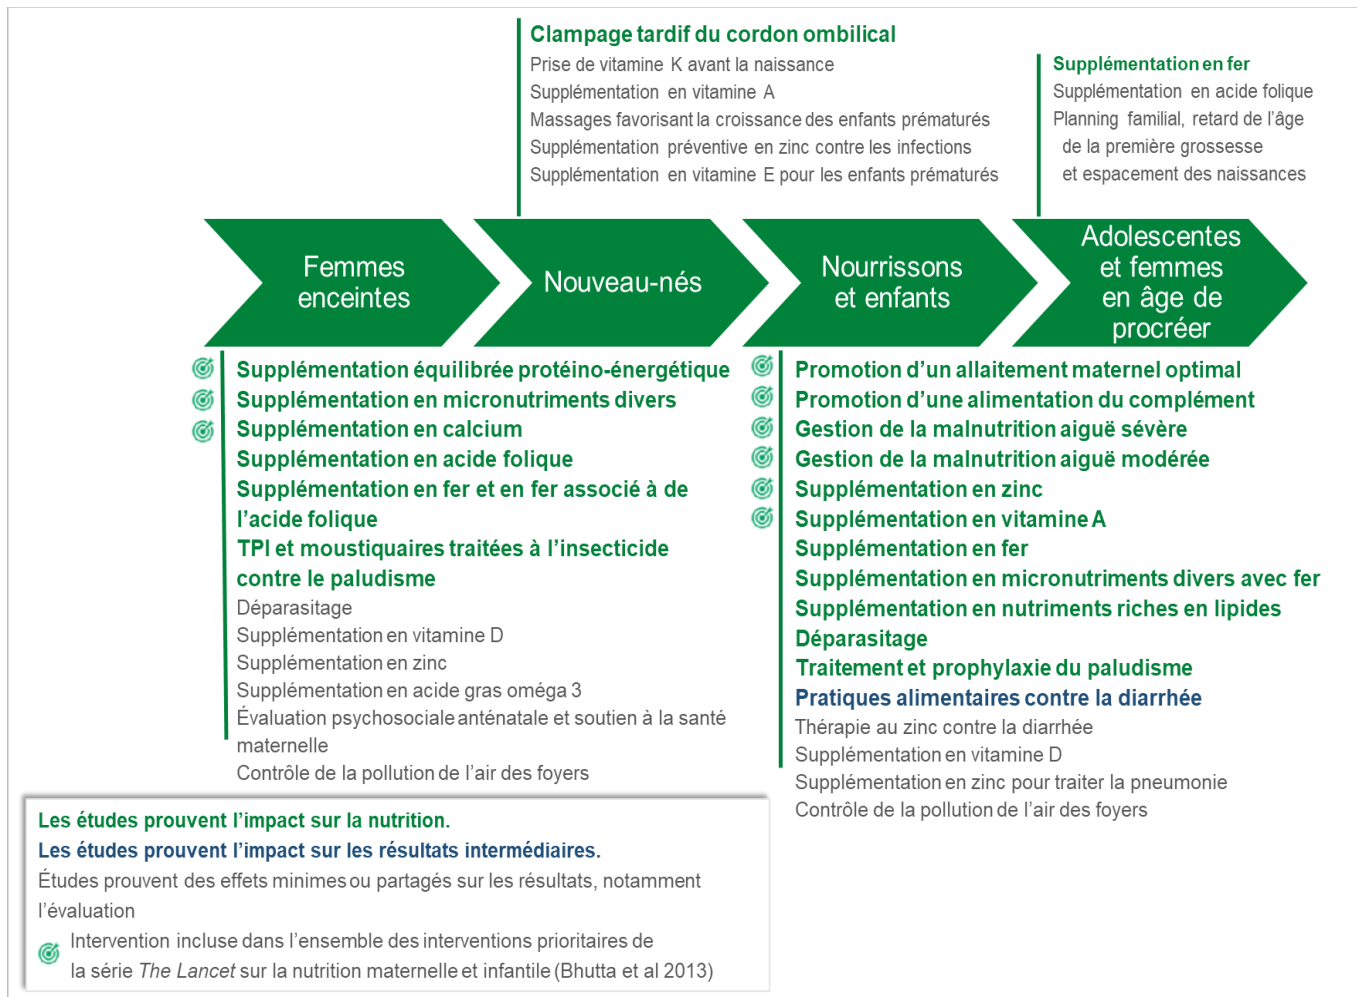 Clampage tardif du cordon ombilical
Prise de vitamine K avant la naissance
Supplémentation en vitamine A
Massages favorisant la croissance des enfants prématurés
Supplémentation préventive en zinc contre les infections
Supplémentation en vitamine E pour les enfants prématurés
Supplémentation en fer
Supplémentation en acide folique
Planning familial, retard de l’âge
de la première grossesse
et espacement des naissances
Femmes
enceintes
Nouveau-nés
Nourrissons
et enfants
Adolescentes
et femmes
en âge de
procréer
Supplémentation équilibrée protéino-énergétique
Supplémentation en micronutriments divers
Supplémentation en calcium
Supplémentation en acide folique
Supplémentation en fer et en fer associé à de
l’acide folique
TPI et moustiquaires traitées à l’insecticide
contre le paludisme
Déparasitage
Supplémentation en vitamine D
Supplémentation en zinc
Supplémentation en acide gras oméga 3
Évaluation psychosociale anténatale et soutien à la santé
maternelle
Contrôle de la pollution de l’air des foyers
Promotion d’un allaitement maternel optimal
Promotion d’une alimentation du complément
Gestion de la malnutrition aiguë sévère
Gestion de la malnutrition aiguë modérée
Supplémentation en zinc
Supplémentation en vitamine A
Supplémentation en fer
Supplémentation en micronutriments divers avec fer
Supplémentation en nutriments riches en lipides
Déparasitage
Traitement et prophylaxie du paludisme
Pratiques alimentaires contre la diarrhée
Thérapie au zinc contre la diarrhée
Supplémentation en vitamine D
Supplémentation en zinc pour traiter la pneumonie
Contrôle de la pollution de l’air des foyers
Les études prouvent l’impact sur la nutrition.
Les études prouvent l’impact sur les résultats intermédiaires.
Études prouvent des effets minimes ou partagés sur les résultats, notamment
l’évaluation
Intervention incluse dans l’ensemble des interventions prioritaires de
la série The Lancet sur la nutrition maternelle et infantile (Bhutta et al 2013)